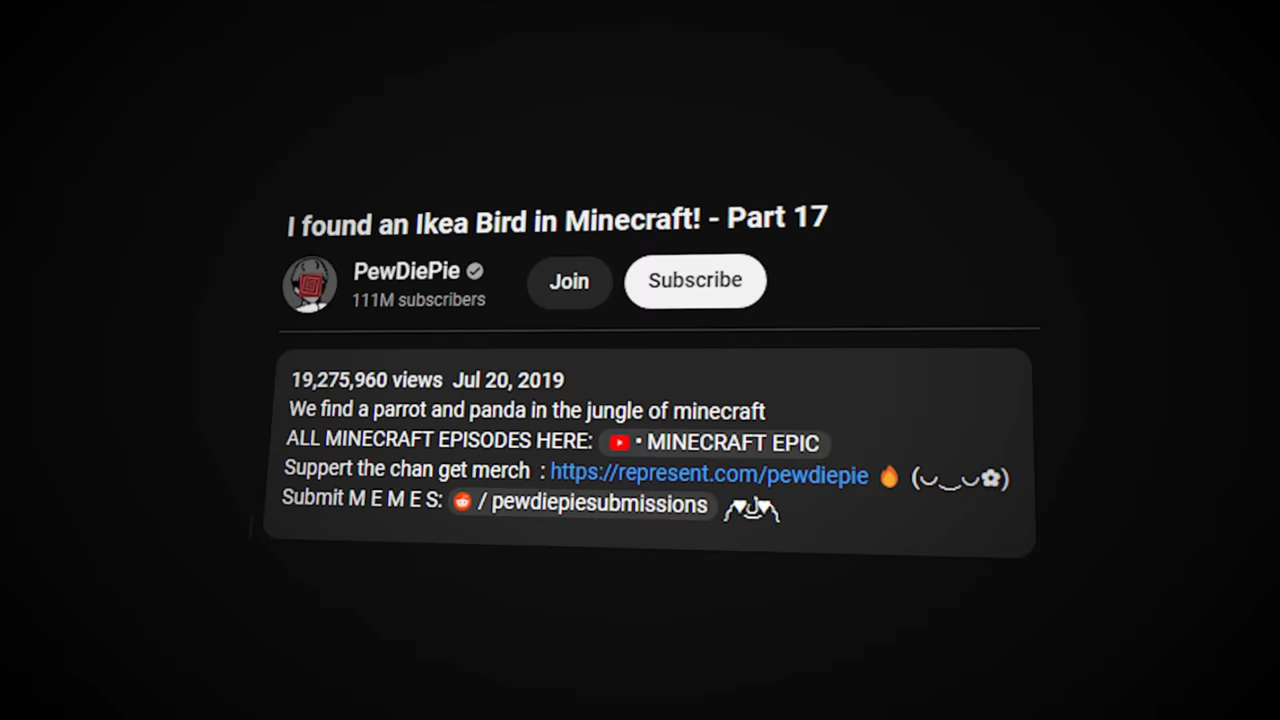 I found an Ikea Bird in Minecraft! - Part 17
PewDiePie
111M subscribers
Join
Subscribe
19,275,960 views Jul 20, 2019
We find a parrot and panda in the jungle of minecraft
ALL MINECRAFT EPISODES HERE: • MINECRAFT EPIC
Suppert the chan get merch : https://represent.com/pewdiepie 🔥 (◡‿◡✿)
Submit M E M E S: / pewdiepiesubmissions ༼♥ل͜♥༽